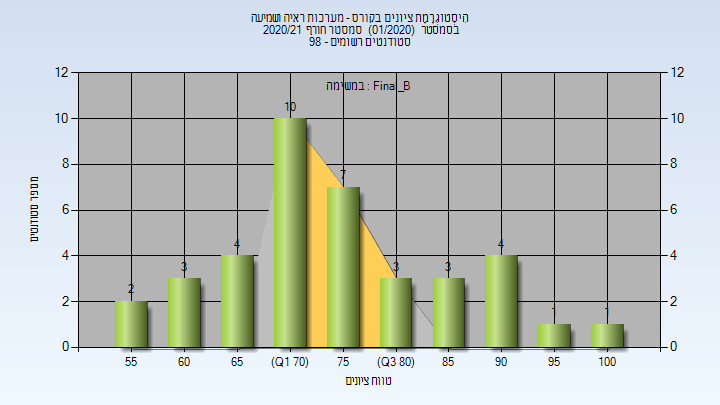 היסטוגרמת ציונים בקורס - מערכות ראיה ושמיעה
בסמסטר (01/2020) סמסטר חורף 2020/21
סטודנטים רשומים - 98
במשימה : Final_B
מספר סטודנטים
12 12
10 10
8 8
6 6
4 4
2 2
0 0
2 3 4 10 7 3 3 4 1 1
55 60 65 (Q1 70) 75 (Q3 80) 85 90 95 100
טווח ציונים